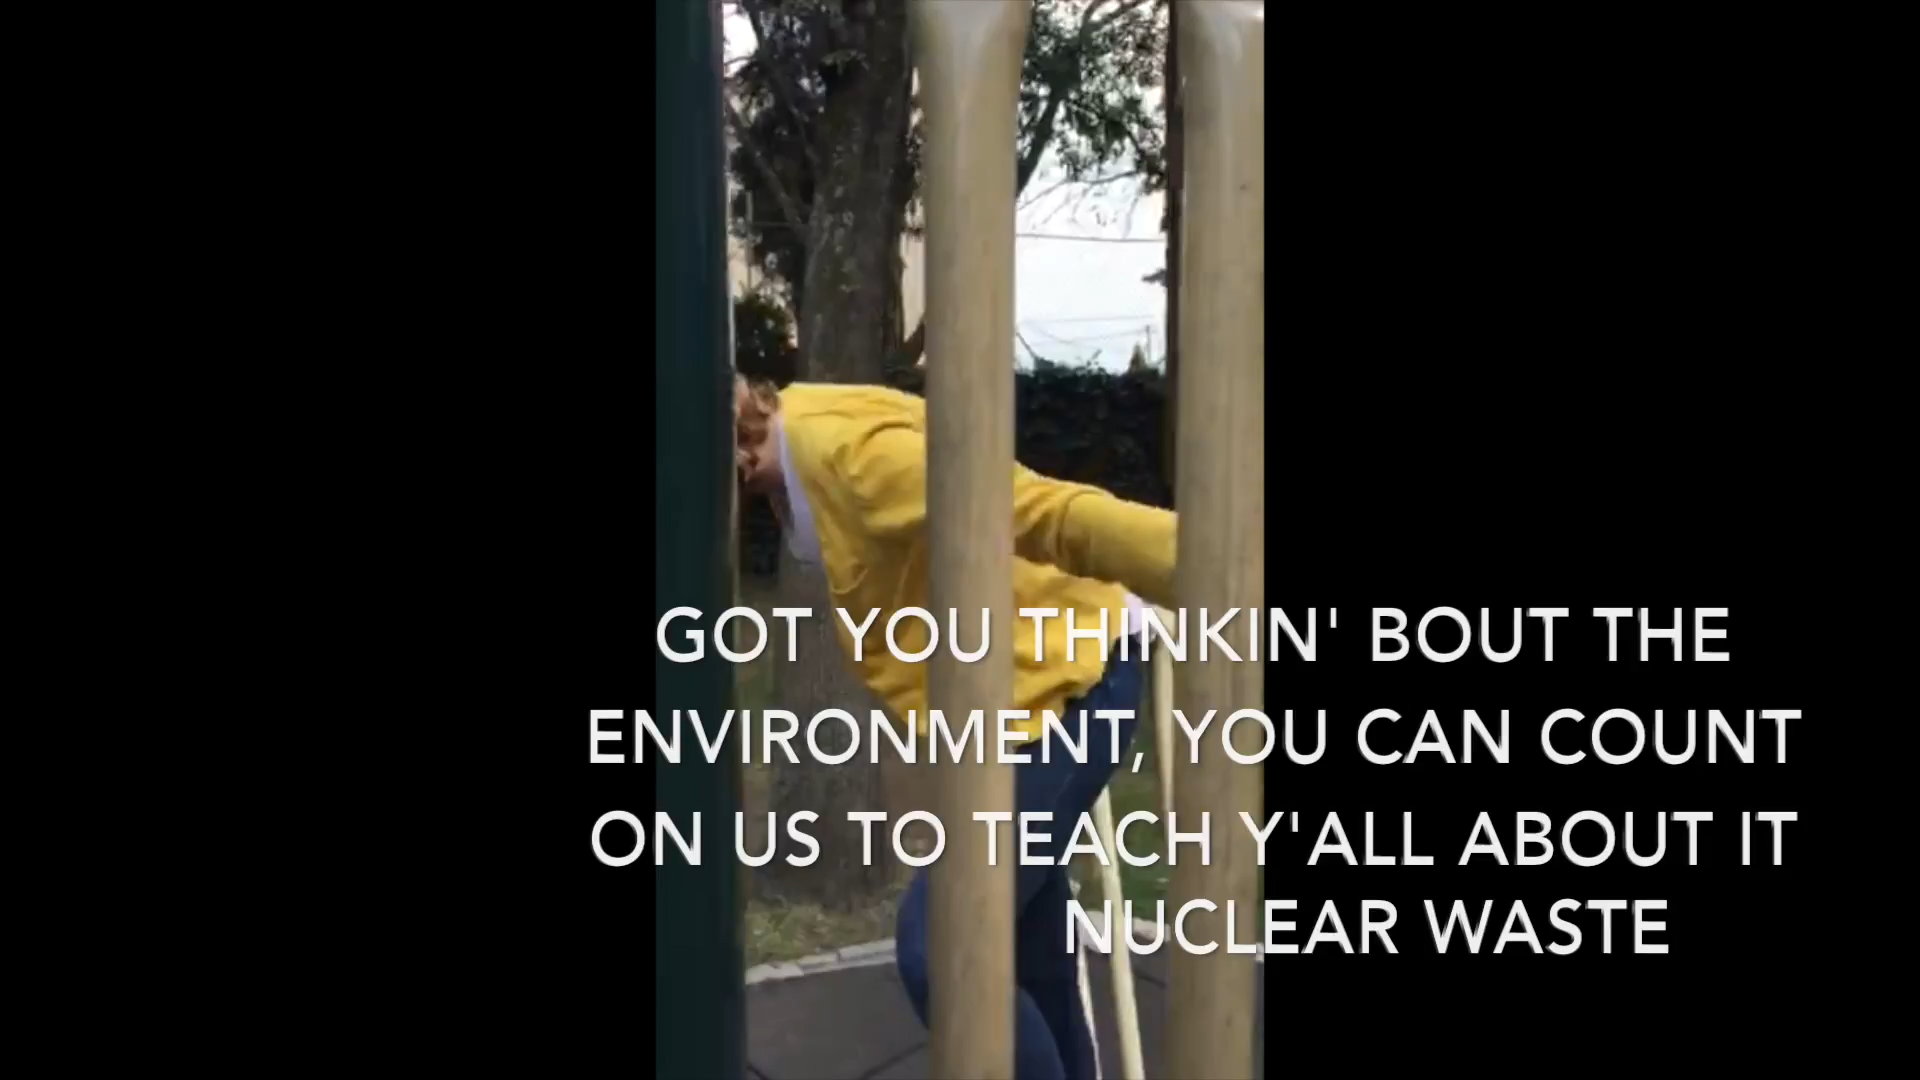 GOT YOU THINKIN' BOUT THE
ENVIRONMENT, YOU CAN COUNT
ON US TO TEACH Y'ALL ABOUT IT
NUCLEAR WASTE